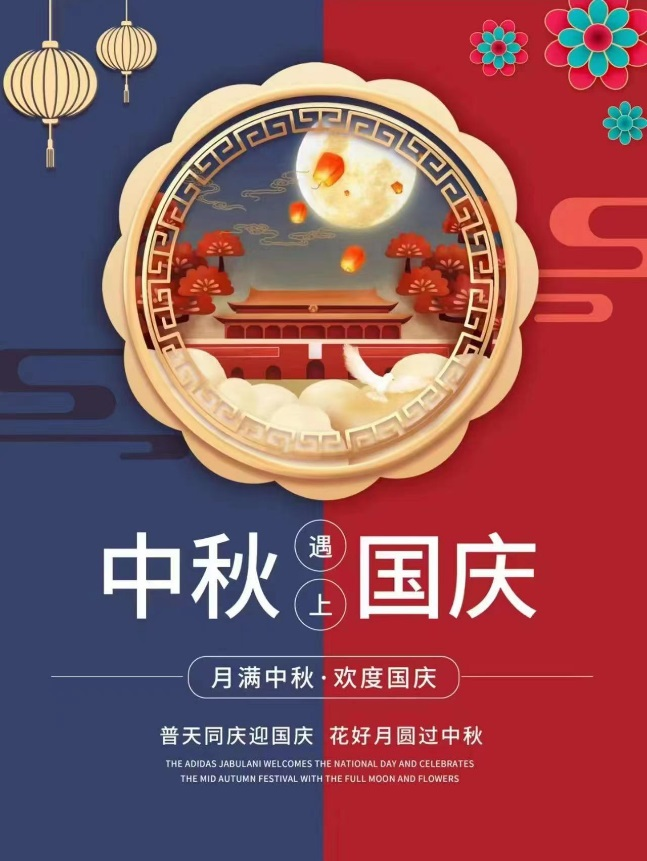 中秋遇上国庆
月满中秋·欢度国庆
普天同庆迎国庆 花好月圆过中秋
THE ADIDAS JABULANI WELCOMES THE NATIONAL DAY AND CELEBRATES
THE MID AUTUMN FESTIVAL WITH THE FULL MOON AND FLOWERS